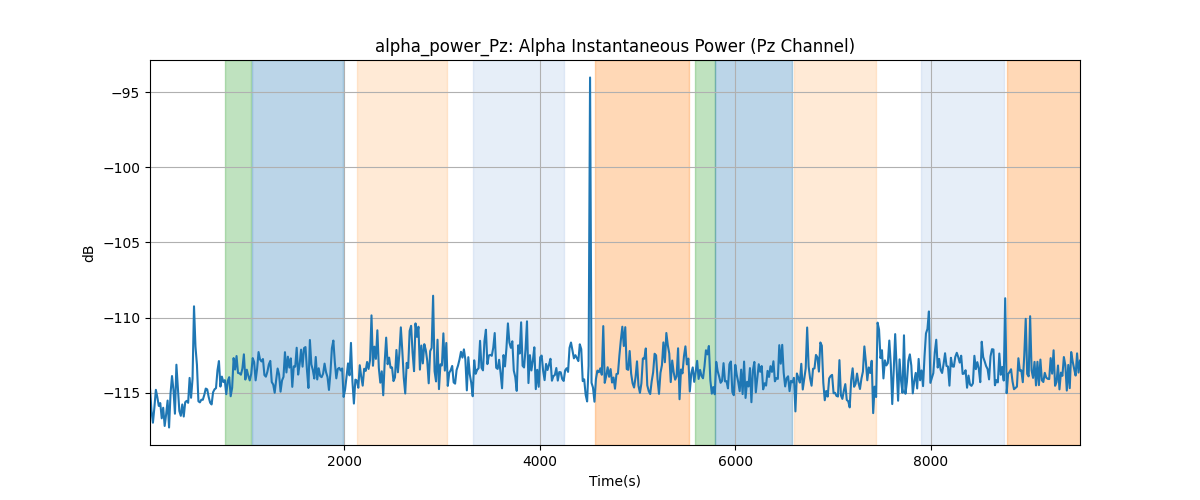 alpha_power_Pz: Alpha Instantaneous Power (Pz Channel)
dB
−95
−100
−105
−110
−115
2000 4000 6000 8000
Time(s)